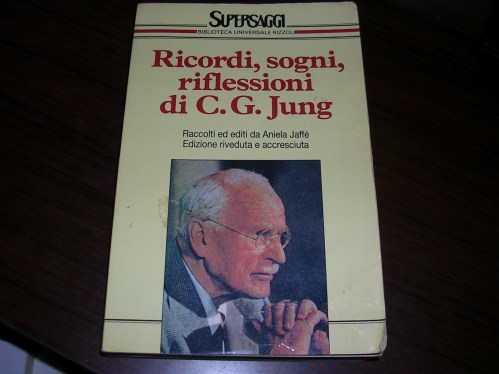 SUPERSAGGI
BIBLIOTECA UNIVERSALE RIZZOLI
Ricordi, sogni,
riflessioni
di C. G. Jung
Raccolti ed editi da Aniela Jaffé
Edizione riveduta e accresciuta